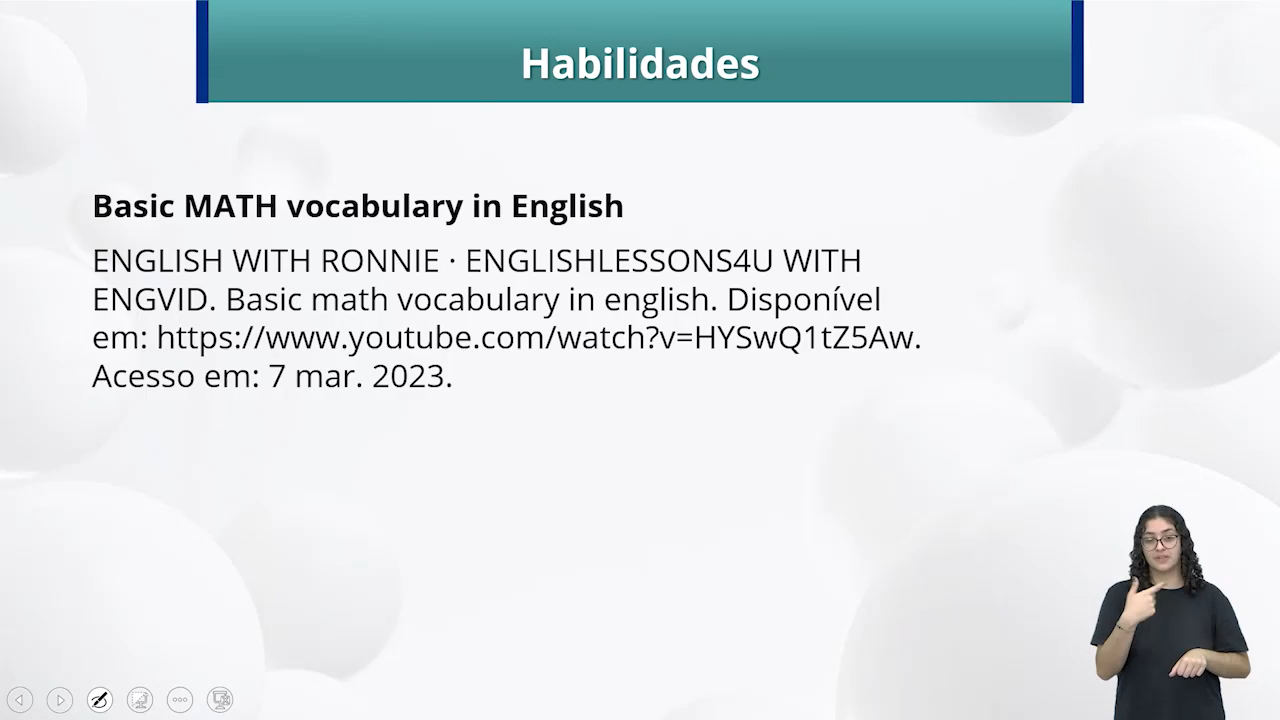 Habilidades
Basic MATH vocabulary in English
ENGLISH WITH RONNIE · ENGLISHLESSONS4U WITH
ENGVID. Basic math vocabulary in english. Disponível
em: https://www.youtube.com/watch?v=HYSwQ1tZ5Aw.
Acesso em: 7 mar. 2023.